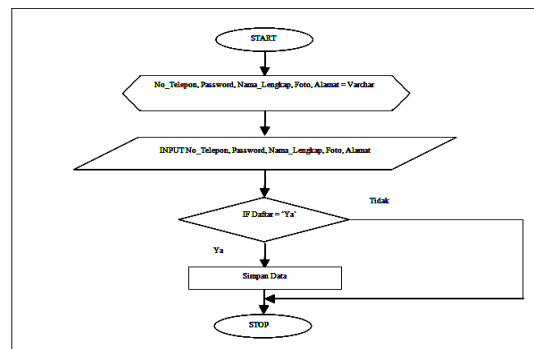 START
No_Telepon, Password, Nama_Lengkap, Foto, Alamat = Varchar
INPUT No_Telepon, Password, Nama_Lengkap, Foto, Alamat
Tidak
IF Daftar = "Ya"
Ya
Simpan Data
STOP